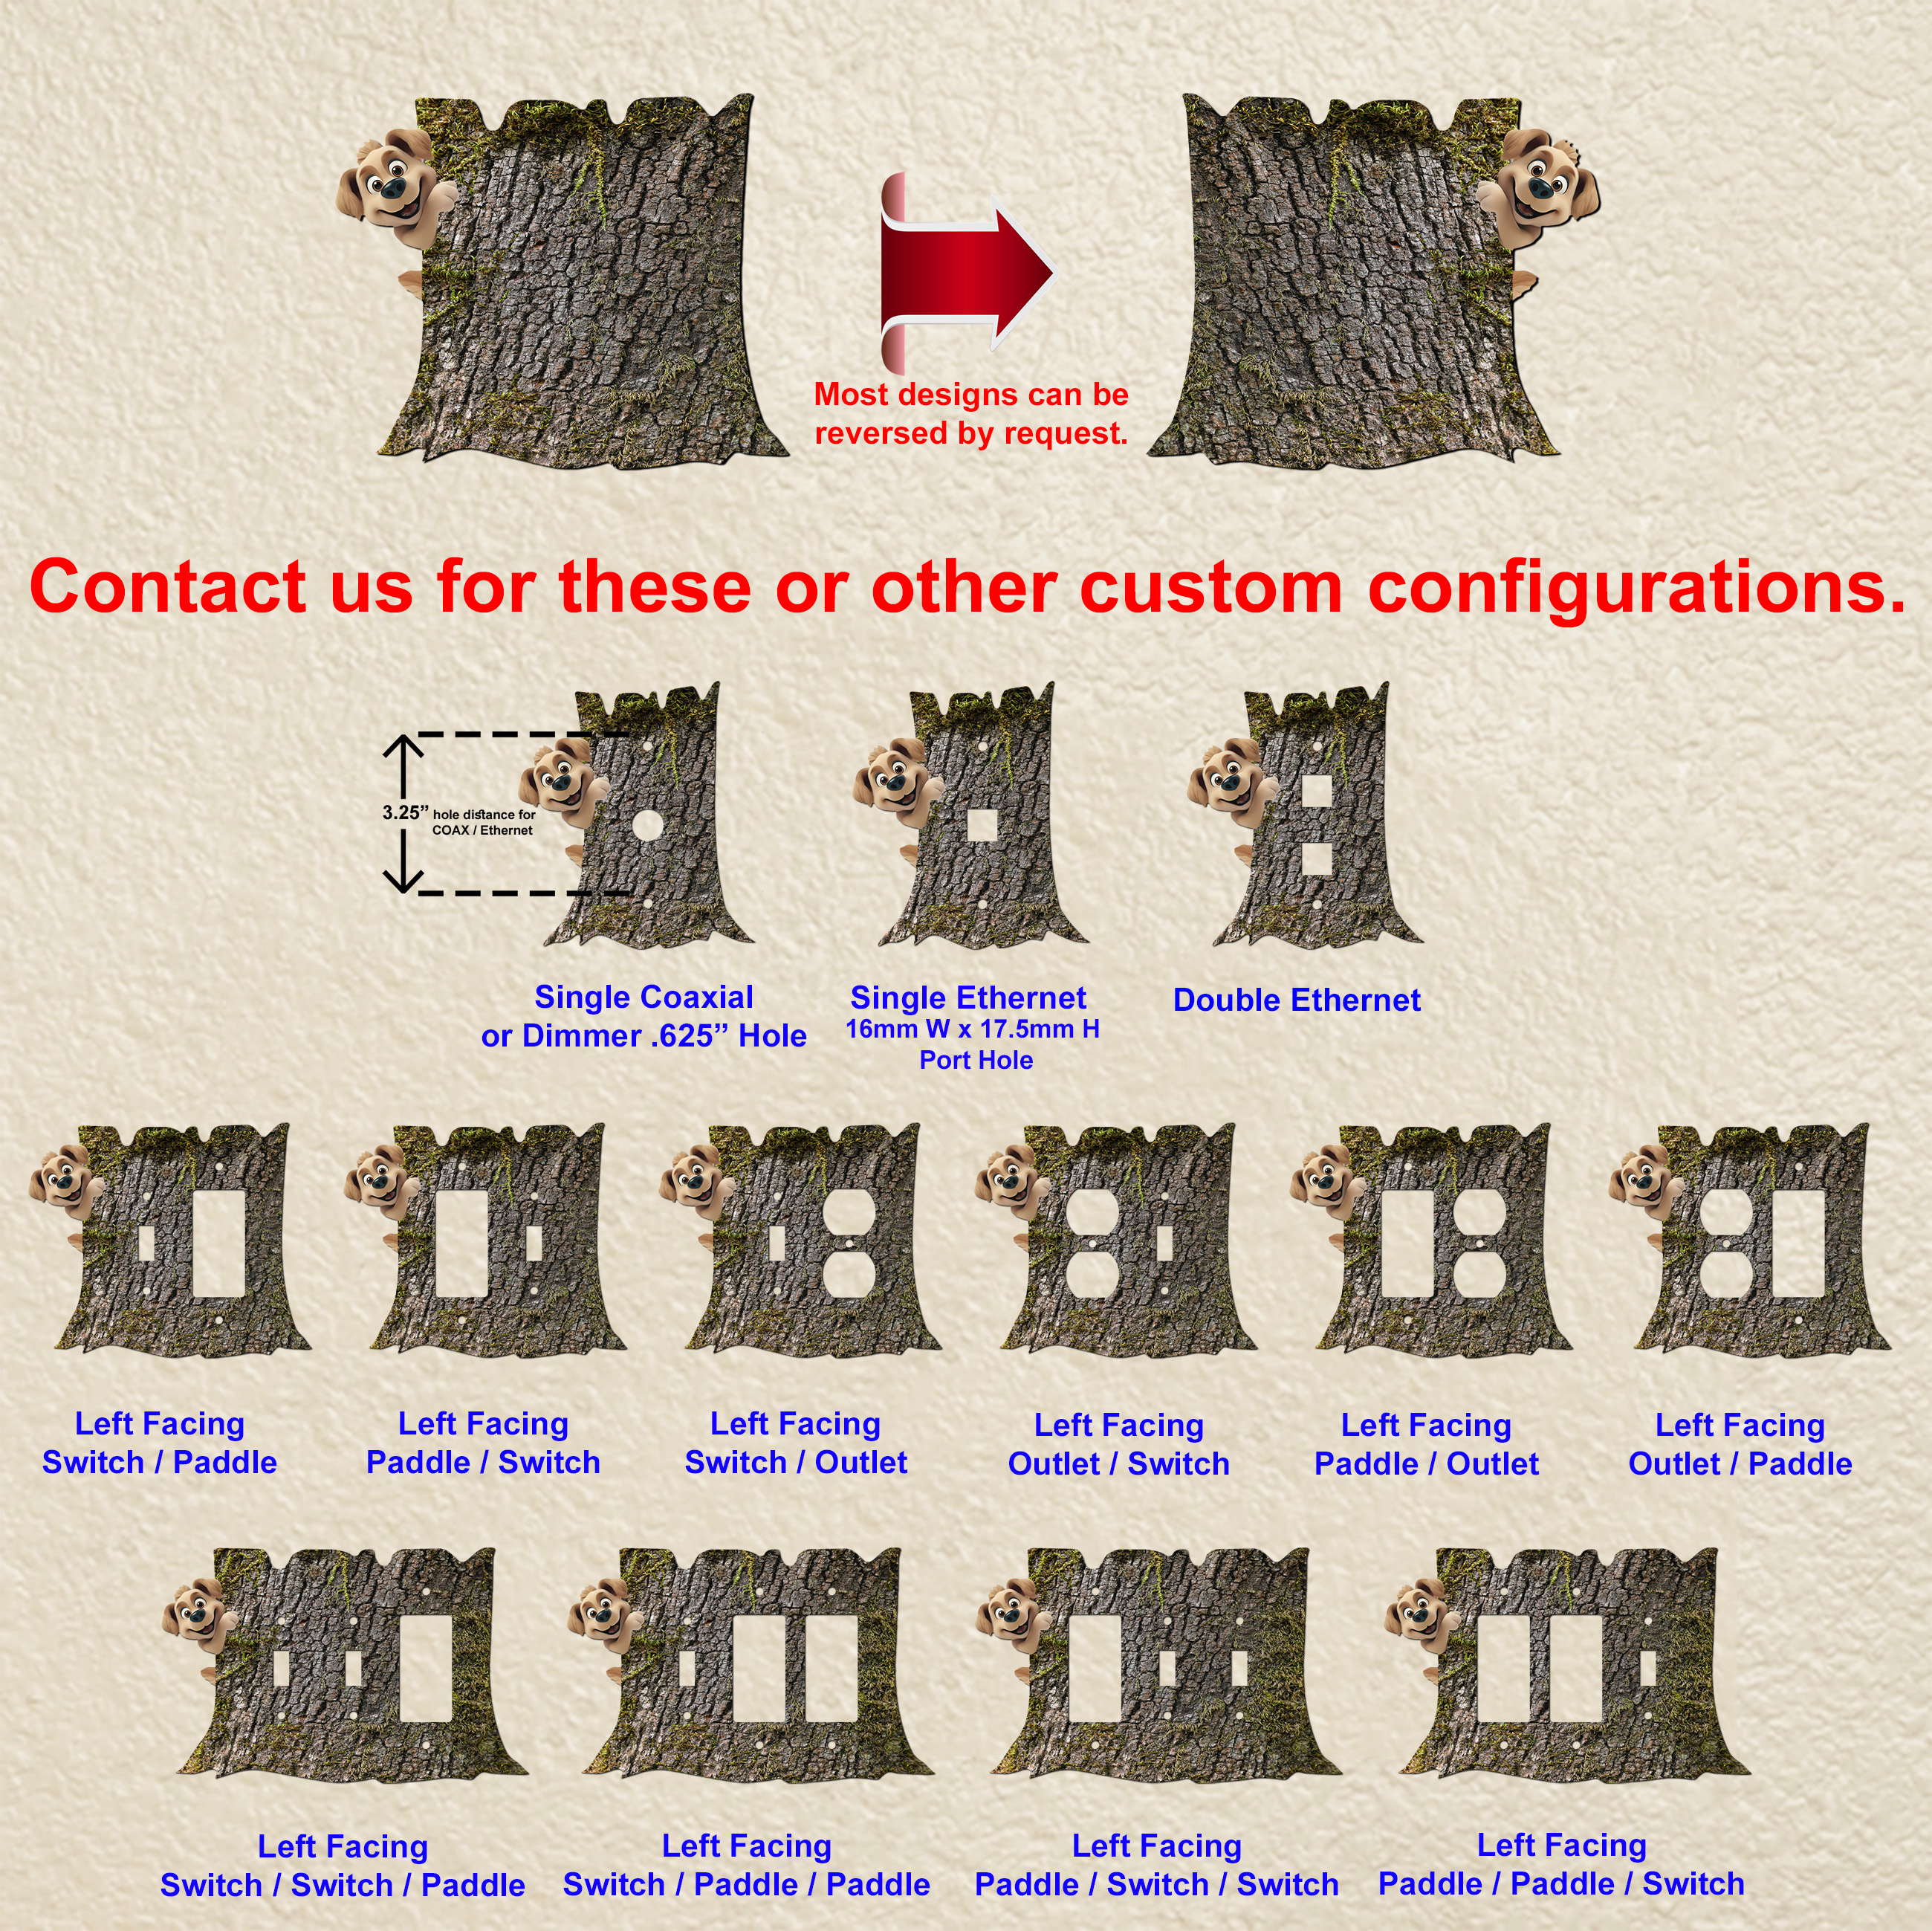 Most designs can be
reversed by request.
Contact us for these or other custom configurations.
3.25” hole distance for
COAX / Ethernet
Single Coaxial
or Dimmer .625” Hole
Single Ethernet
16mm W x 17.5mm H
Port Hole
Double Ethernet
Left Facing
Switch / Paddle
Left Facing
Paddle / Switch
Left Facing
Switch / Outlet
Left Facing
Outlet / Switch
Left Facing
Paddle / Outlet
Left Facing
Outlet / Paddle
Left Facing
Switch / Switch / Paddle
Left Facing
Switch / Paddle / Paddle
Left Facing
Paddle / Switch / Switch
Left Facing
Paddle / Paddle / Switch